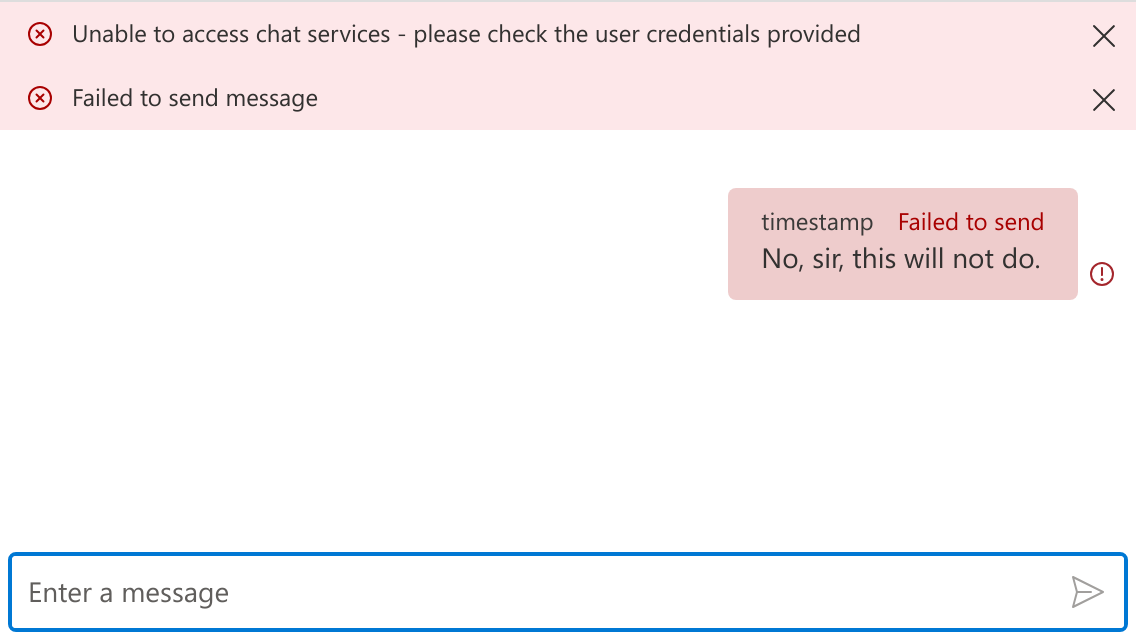 Unable to access chat services - please check the user credentials provided
Failed to send message
timestamp Failed to send
No, sir, this will not do.
Enter a message